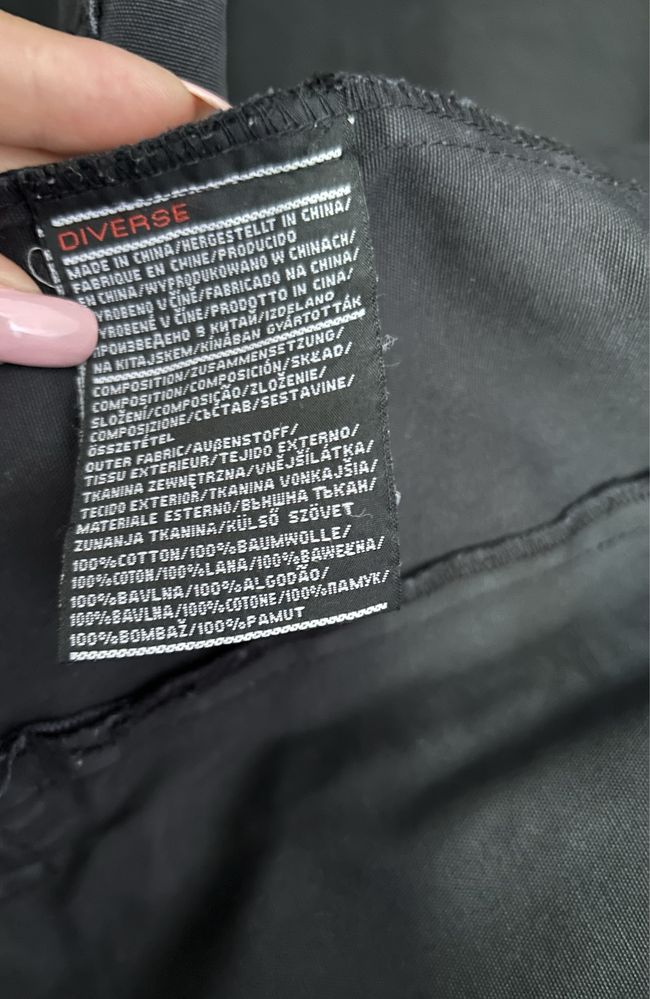 DIVERSE
MADE IN CHINA/HERGESTELLT IN CHINA/
FABRIQUE EN CHINE/PRODUCIDO
EN CHINA/WYPRODUKOWANO W CHINACH/
VYROBENO V ČÍNĚ/FABRICADO NA CHINA/
VYROBENÉ V ČÍNE/PRODOTTO IN CINA/
ПРОИЗВЕДЕНО В КИТАЙ/IZDELANO
NA KITAJSKEM/KÍNÁBAN GYÁRTOTTÁK
COMPOSITION/ZUSAMMENSETZUNG/
COMPOSITION/COMPOSICIÓN/SKŁAD/
SLOŽENÍ/COMPOSIÇÃO/ZLOŽENIE/
COMPOSIZIONE/СЪСТАВ/SESTAVINE/
ÖSSZETÉTEL
OUTER FABRIC/AUßENSTOFF/
TISSU EXTERIEUR/TEJIDO EXTERNO/
TKANINA ZEWNĘTRZNA/VNĚJŠÍLÁTKA/
TECIDO EXTERIOR/TKANINA VONKAJŠIA/
MATERIALE ESTERNO/ВЪНШНА ТЪКАН/
ZUNANJA TKANINA/KÜLSŐ SZÖVET
100%COTTON/100%BAUMWOLLE/
100%COTON/100%LANA/100%BAWEŁNA/
100%BAVLNA/100%ALGODÃO/
100%BAVLNA/100%COTONE/100%ПАМУК/
100%BOMBAŽ/100%PAMUT